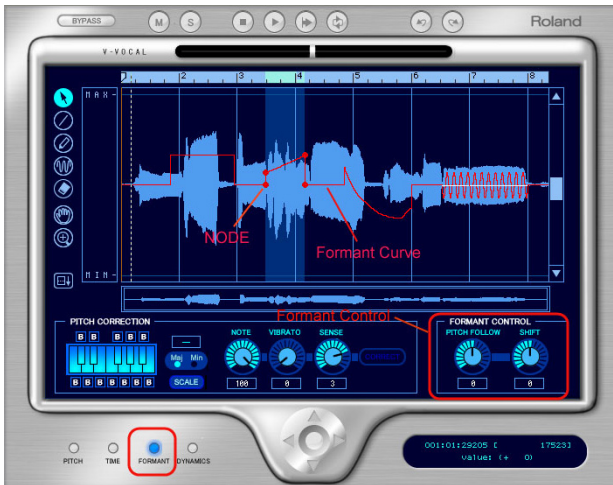 BYPASS M S Roland
V-VOCAL
1 2 3 4 5 6 7 8
MAX
NODE
Formant Curve
MIN
Formant Control
PITCH CORRECTION
FORMANT CONTROL
NOTE VIBRATO SENSE
PITCH FOLLOW SHIFT
B B B B B
Maj Min
CORRECT
B B B B B B B
SCALE
100 0 3
0 0
PITCH TIME FORMANT DYNAMICS
001:01:29205 [ 17523]
value: (+ 0)